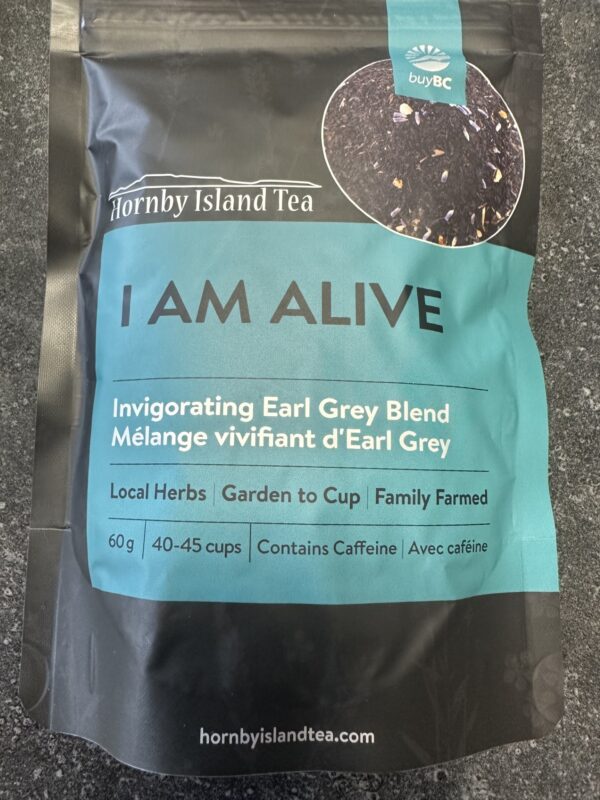 buyBC
Hornby Island Tea
I AM ALIVE
Invigorating Earl Grey Blend
Mélange vivifiant d'Earl Grey
Local Herbs | Garden to Cup | Family Farmed
60g | 40-45 cups | Contains Caffeine | Avec caféine
hornbyislandtea.com